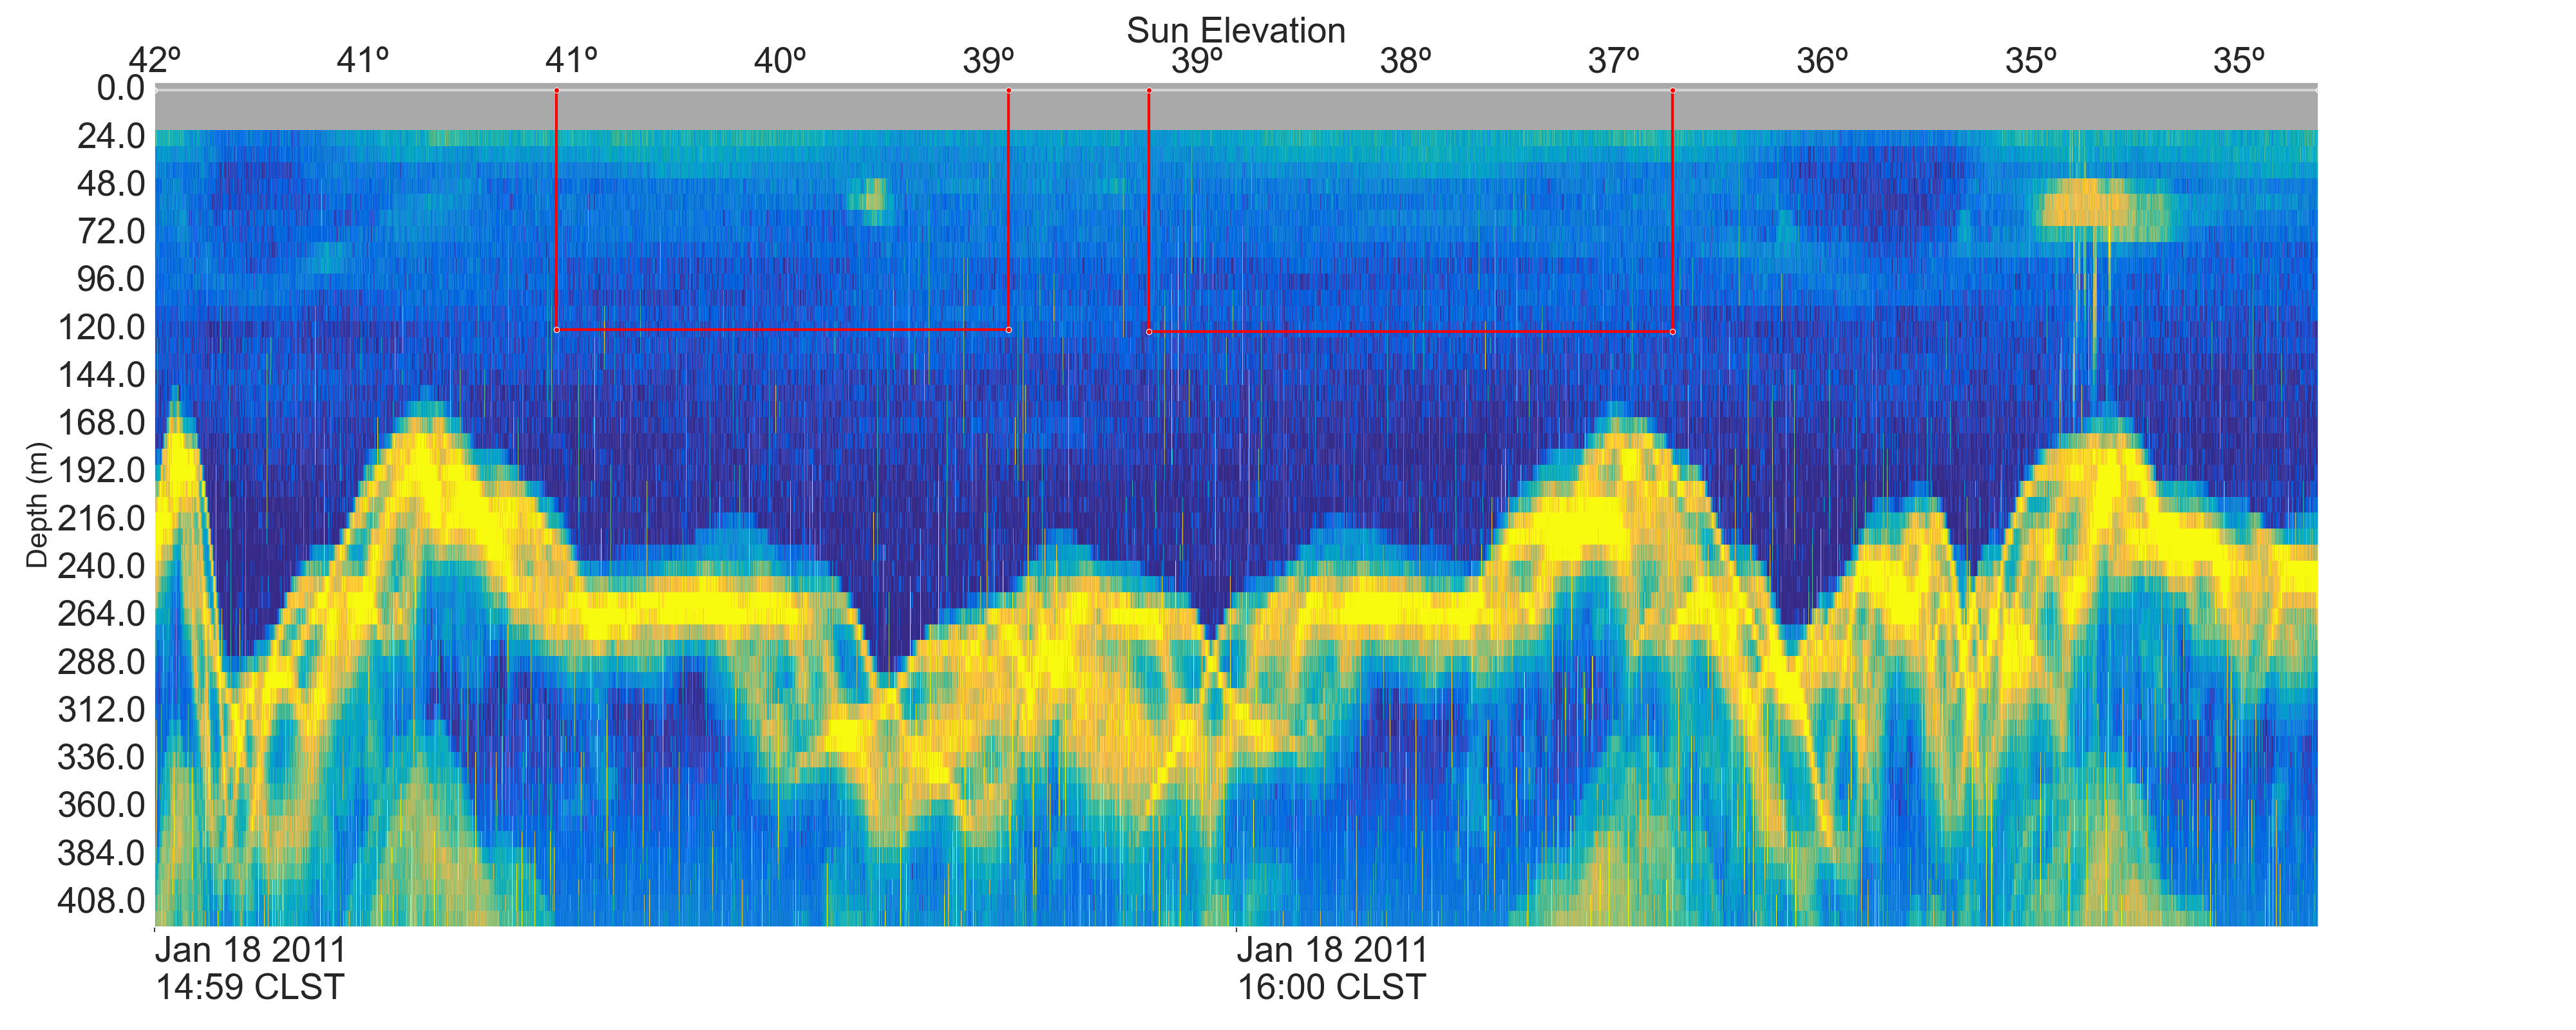 Sun Elevation
42º 41º 41º 40º 39º 39º 38º 37º 36º 35º 35º
0.0
24.0
48.0
72.0
96.0
120.0
144.0
168.0
192.0
216.0
240.0
264.0
288.0
312.0
336.0
360.0
384.0
408.0
Depth (m)
Jan 18 2011
14:59 CLST
Jan 18 2011
16:00 CLST